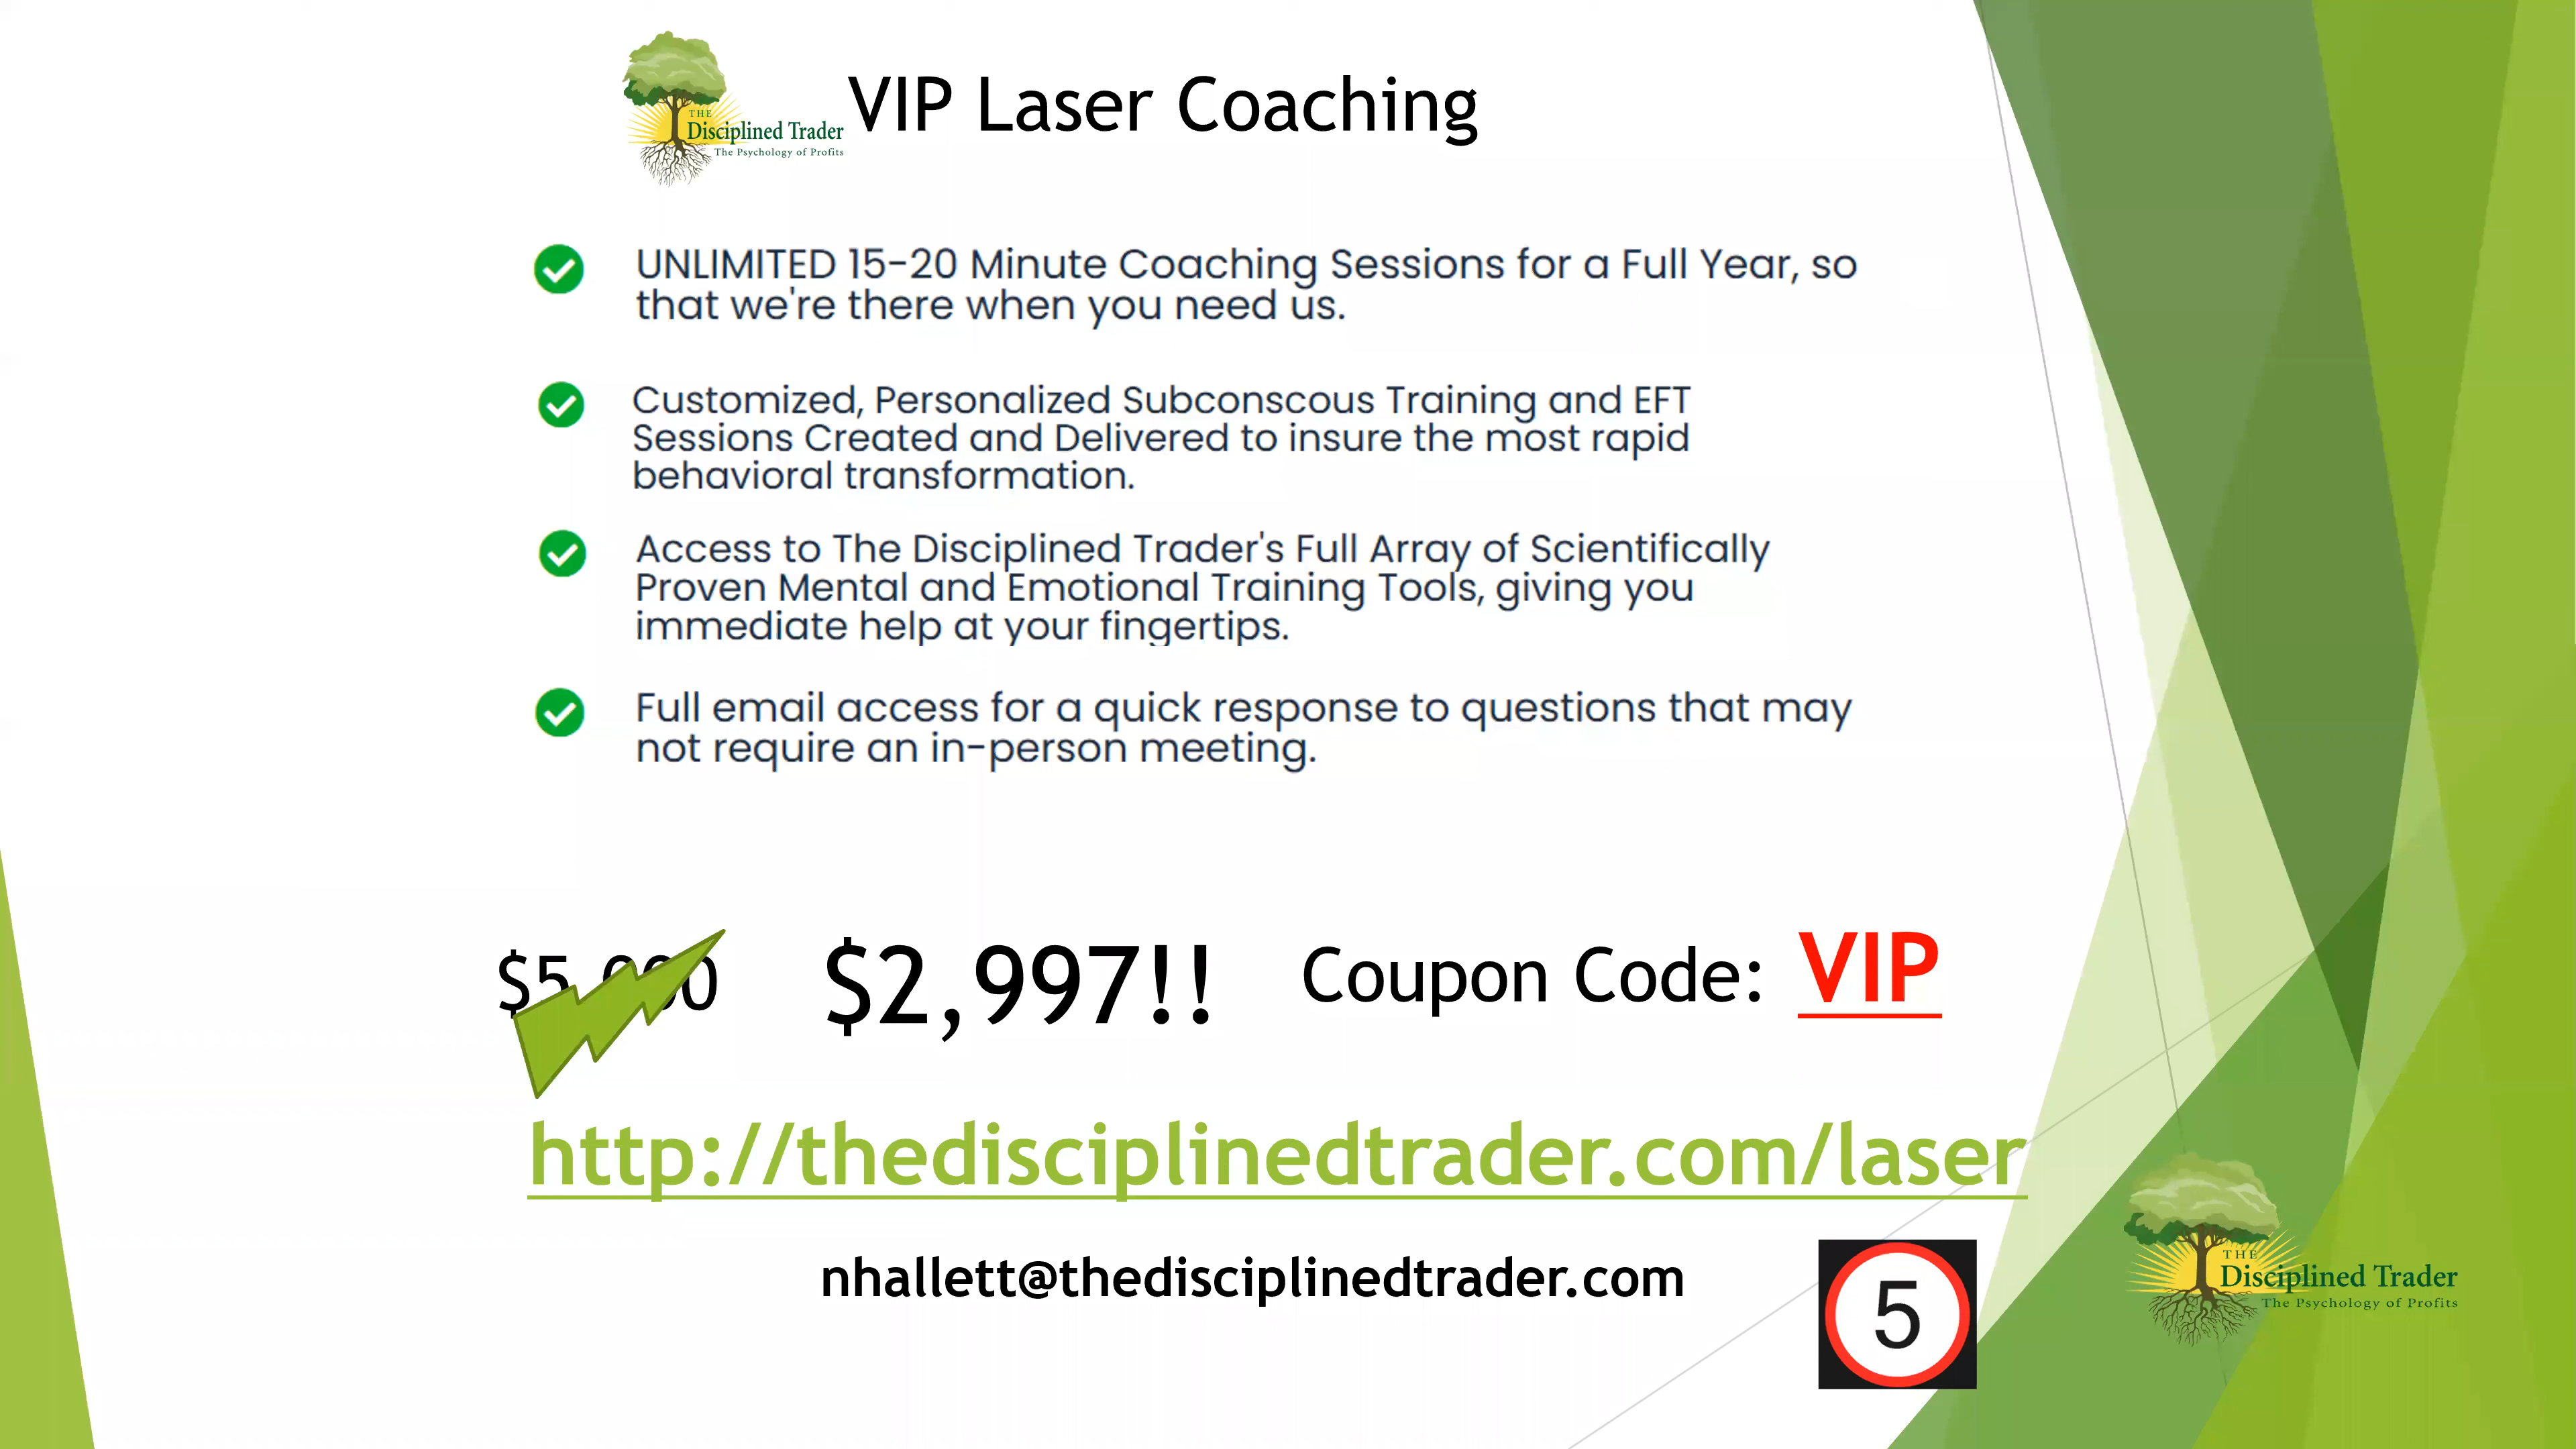 THE
Disciplined Trader
The Psychology of Profits
VIP Laser Coaching
UNLIMITED 15-20 Minute Coaching Sessions for a Full Year, so
that we're there when you need us.
Customized, Personalized Subconscous Training and EFT
Sessions Created and Delivered to insure the most rapid
behavioral transformation.
Access to The Disciplined Trader's Full Array of Scientifically
Proven Mental and Emotional Training Tools, giving you
immediate help at your fingertips.
Full email access for a quick response to questions that may
not require an in-person meeting.
$2,997!!
Coupon Code: VIP
http://thedisciplinedtrader.com/laser
nhallett@thedisciplinedtrader.com
5
THE
Disciplined Trader
The Psychology of Profits